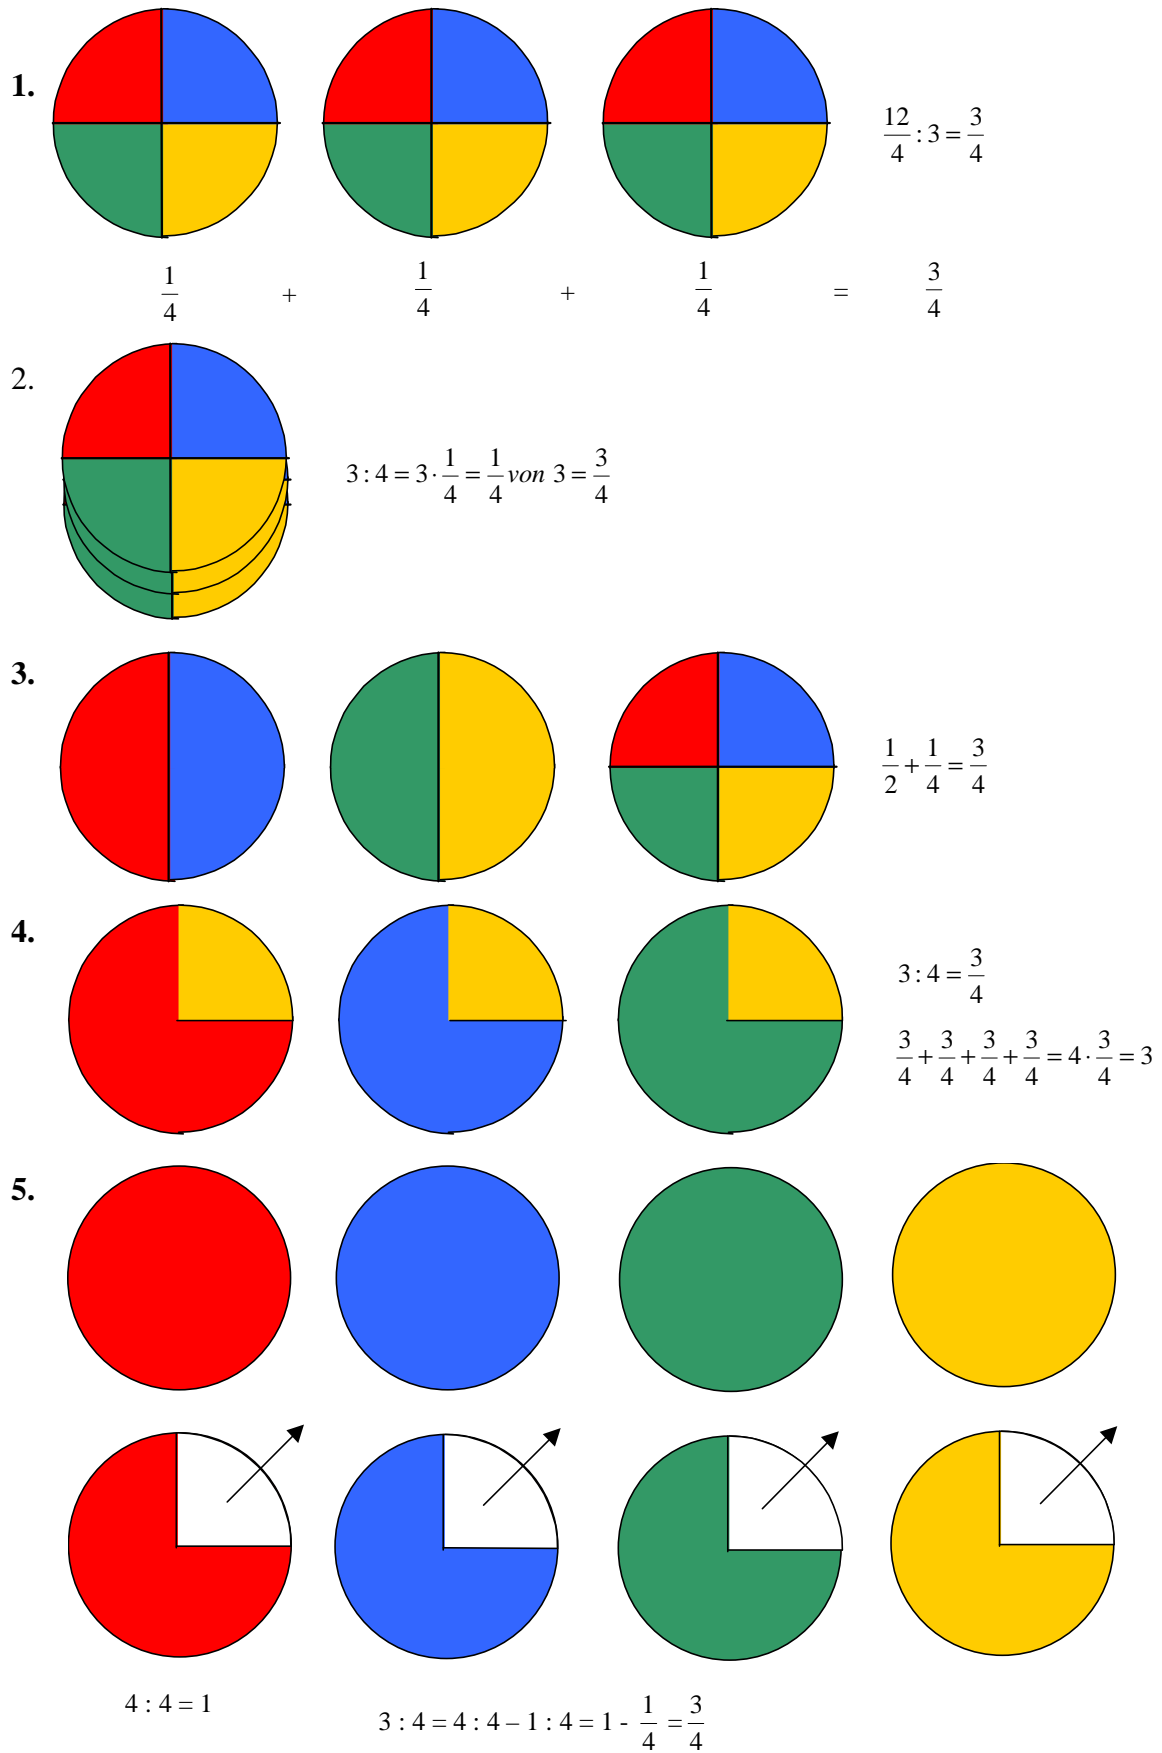 1.
12/4 : 3 = 3/4
1/4 + 1/4 + 1/4 = 3/4
2.
3 : 4 = 3 · 1/4 = 1/4 von 3 = 3/4
3.
1/2 + 1/4 = 3/4
4.
3 : 4 = 3/4
3/4 + 3/4 + 3/4 + 3/4 = 4 · 3/4 = 3
5.
4 : 4 = 1
3 : 4 = 4 : 4 – 1 : 4 = 1 - 1/4 = 3/4